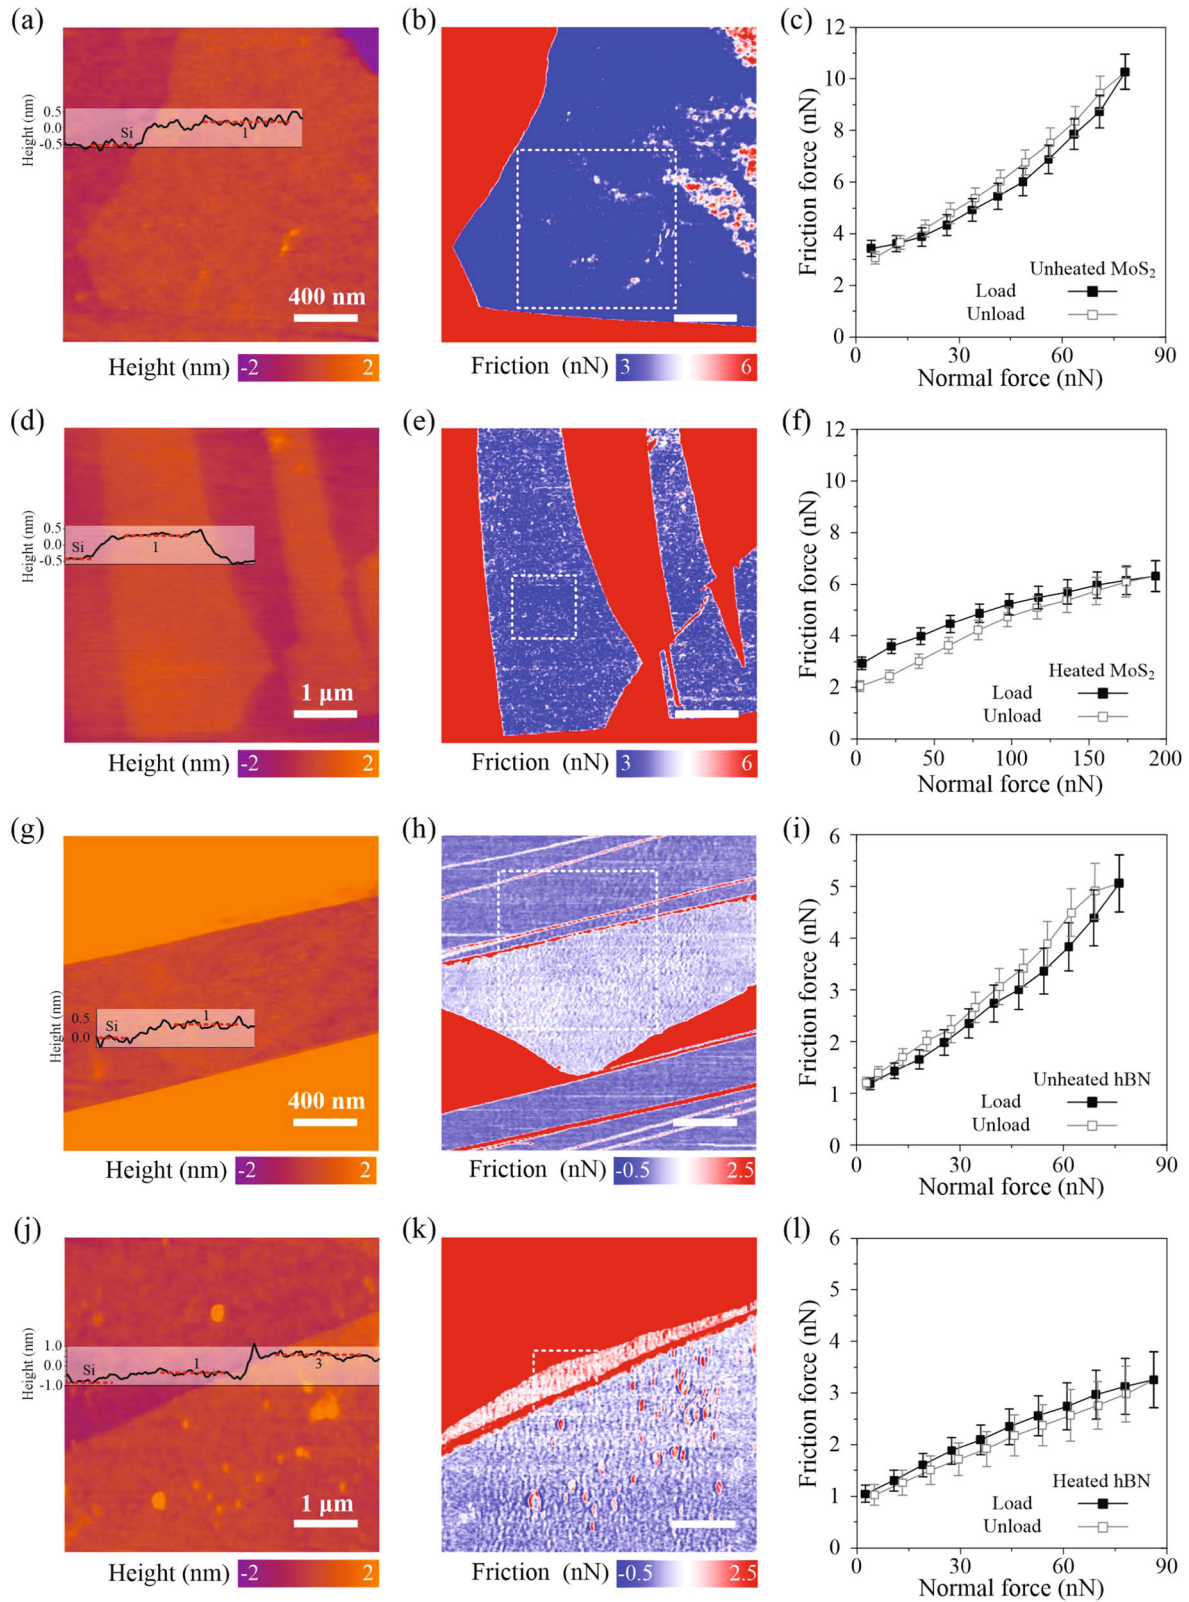 (a)
Height (nm)
0.5
0.0
-0.5
Si
1
400 nm
Height (nm) -2 2
(b)
Friction (nN) 3 6
(c)
Friction force (nN)
12
10
8
6
4
2
0
Unheated MoS₂
Load
Unload
0 30 60 90
Normal force (nN)
(d)
Height (nm)
0.5
0.0
-0.5
Si
1
1 μm
Height (nm) -2 2
(e)
Friction (nN) 3 6
(f)
Friction force (nN)
12
10
8
6
4
2
0
Heated MoS₂
Load
Unload
0 50 100 150 200
Normal force (nN)
(g)
Height (nm)
0.5
0.0
Si
1
400 nm
Height (nm) -2 2
(h)
Friction (nN) -0.5 2.5
(i)
Friction force (nN)
6
5
4
3
2
1
0
Unheated hBN
Load
Unload
0 30 60 90
Normal force (nN)
(j)
Height (nm)
1.0
0.0
-1.0
Si
1
3
1 μm
Height (nm) -2 2
(k)
Friction (nN) -0.5 2.5
(l)
Friction force (nN)
6
5
4
3
2
1
0
Heated hBN
Load
Unload
0 30 60 90
Normal force (nN)